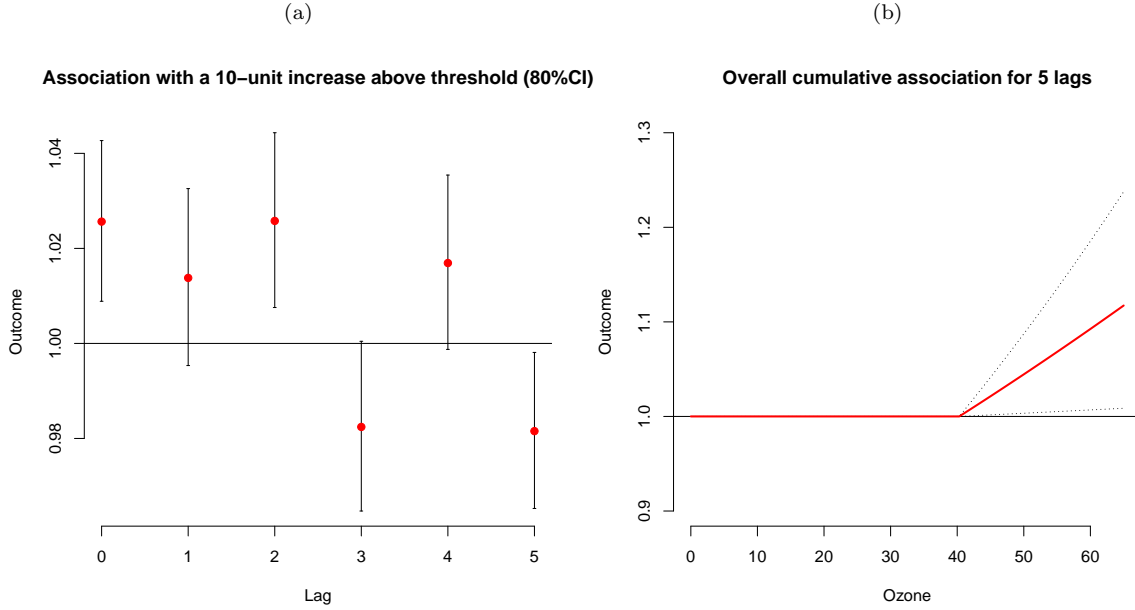 (a)
Association with a 10−unit increase above threshold (80%CI)
Outcome
1.04
1.02
1.00
0.98
0 1 2 3 4 5
Lag
(b)
Overall cumulative association for 5 lags
Outcome
1.3
1.2
1.1
1.0
0.9
0 10 20 30 40 50 60
Ozone